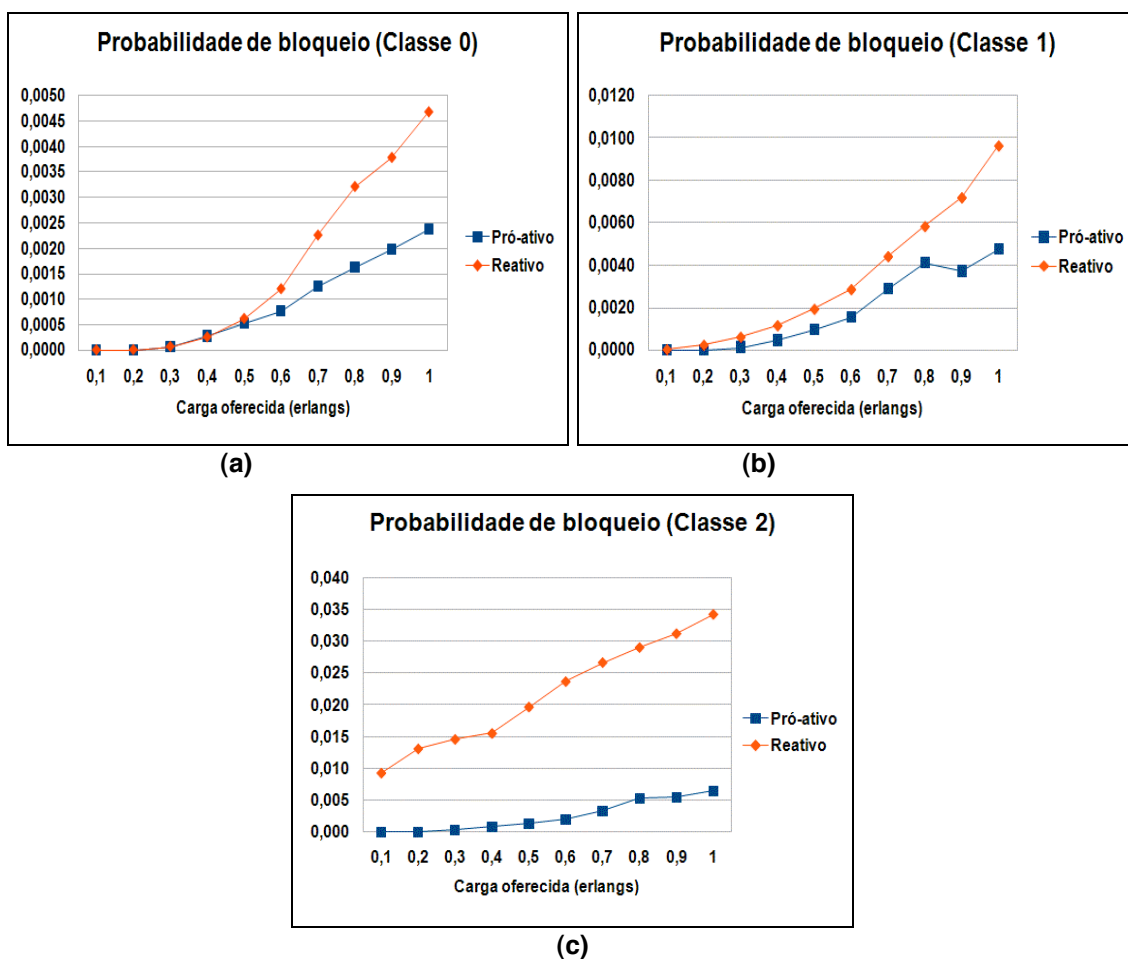 Probabilidade de bloqueio (Classe 0)
0,0050
0,0045
0,0040
0,0035
0,0030
0,0025
0,0020
0,0015
0,0010
0,0005
0,0000
0,1 0,2 0,3 0,4 0,5 0,6 0,7 0,8 0,9 1
Carga oferecida (erlangs)
Pró-ativo
Reativo
(a)
Probabilidade de bloqueio (Classe 1)
0,0120
0,0100
0,0080
0,0060
0,0040
0,0020
0,0000
0,1 0,2 0,3 0,4 0,5 0,6 0,7 0,8 0,9 1
Carga oferecida (erlangs)
Pró-ativo
Reativo
(b)
Probabilidade de bloqueio (Classe 2)
0,040
0,035
0,030
0,025
0,020
0,015
0,010
0,005
0,000
0,1 0,2 0,3 0,4 0,5 0,6 0,7 0,8 0,9 1
Carga oferecida (erlangs)
Pró-ativo
Reativo
(c)